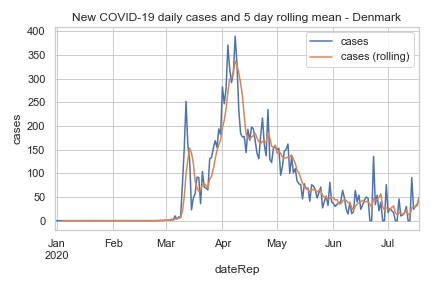 New COVID-19 daily cases and 5 day rolling mean - Denmark
cases
cases (rolling)
400
350
300
250
200
150
100
50
0
cases
Jan
2020
Feb
Mar
Apr
May
Jun
Jul
dateRep